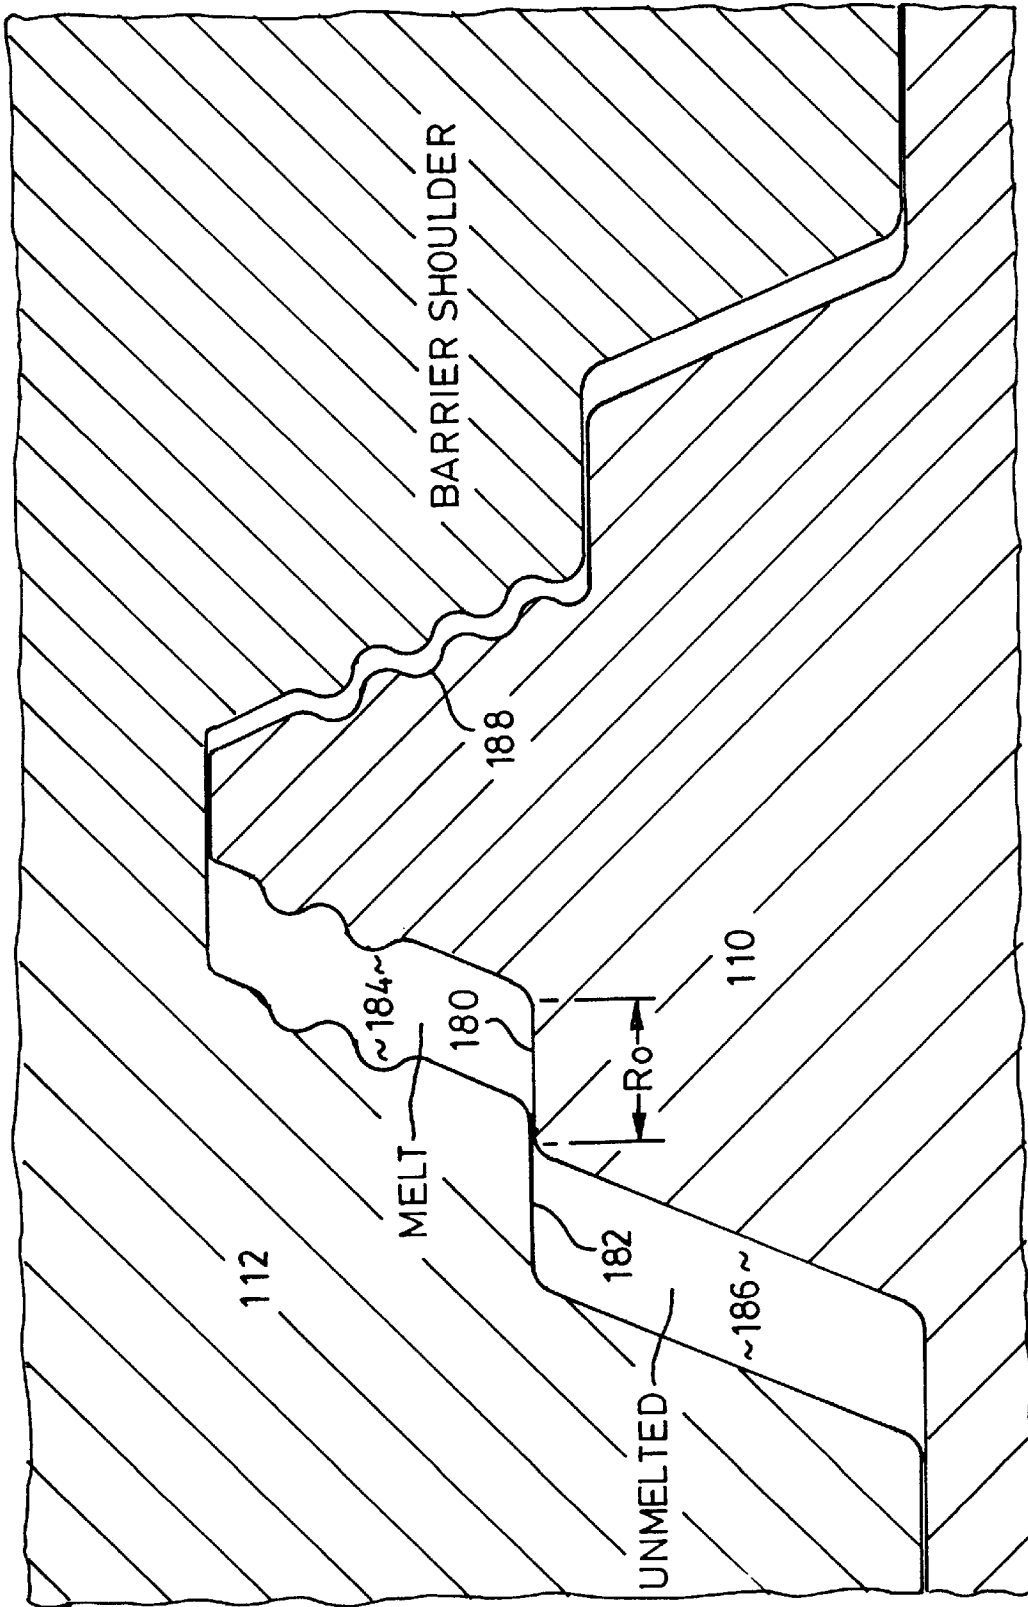 BARRIER SHOULDER
188
~184~
180
110
Ro
MELT
112
182
~186~
UNMELTED